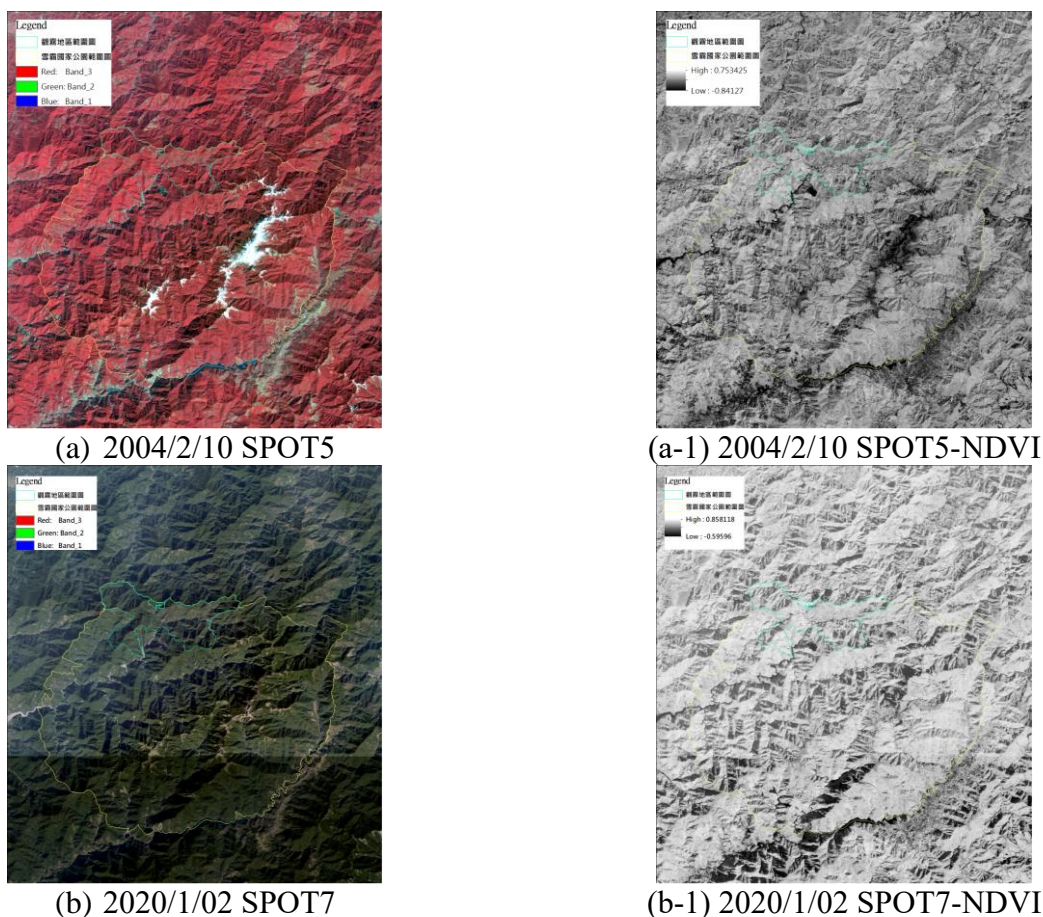 Legend
觀霧地區範圍圖
雪霸國家公園範圍圖
Red: Band_3
Green: Band_2
Blue: Band_1
(a) 2004/2/10 SPOT5
Legend
觀霧地區範圍圖
雪霸國家公園範圍圖
High : 0.753425
Low : -0.84127
(a-1) 2004/2/10 SPOT5-NDVI
Legend
觀霧地區範圍圖
雪霸國家公園範圍圖
Red: Band_3
Green: Band_2
Blue: Band_1
(b) 2020/1/02 SPOT7
Legend
觀霧地區範圍圖
雪霸國家公園範圍圖
High : 0.858118
Low : -0.59596
(b-1) 2020/1/02 SPOT7-NDVI